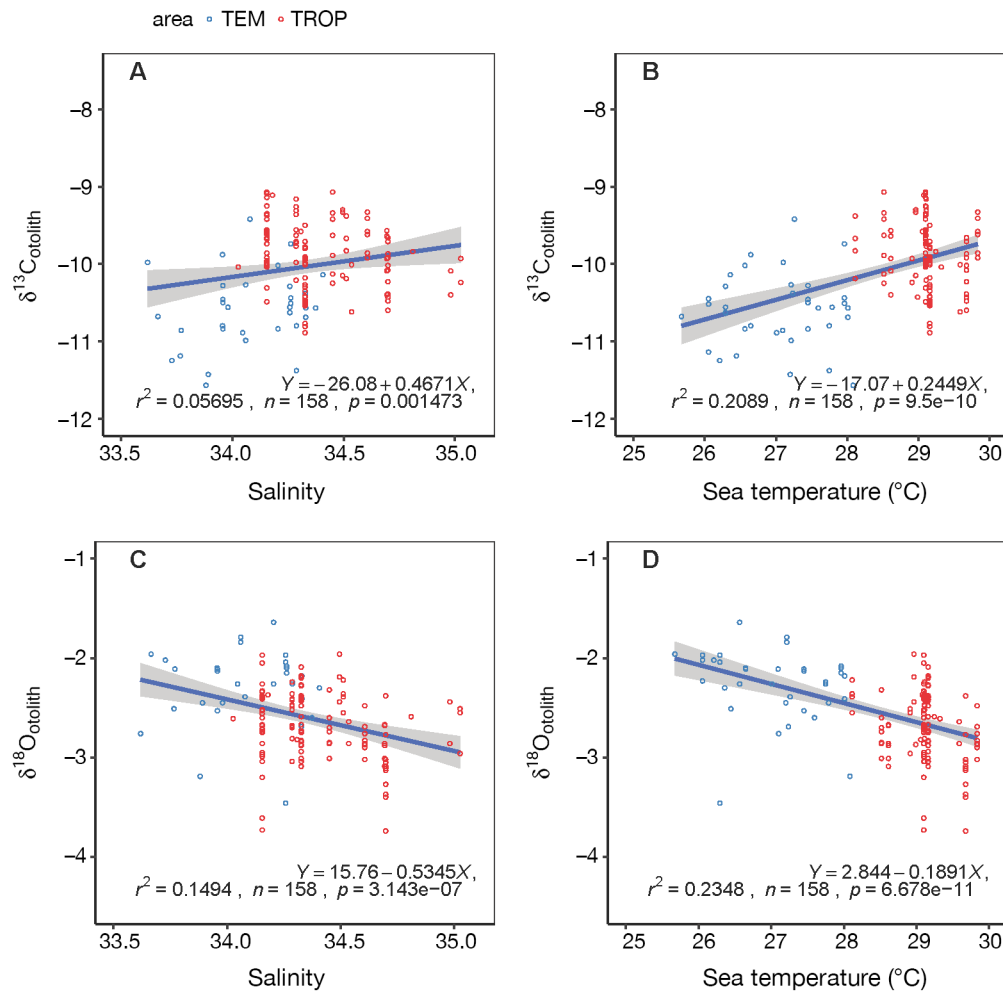 area TEM TROP
A
−8
−9
−10
−11
−12
δ13Cotolith
Y = −26.08 + 0.4671X,
r2 = 0.05695 , n = 158 , p = 0.001473
33.5 34.0 34.5 35.0
Salinity
B
−8
−9
−10
−11
−12
δ13Cotolith
Y = −17.07 + 0.2449X,
r2 = 0.2089 , n = 158 , p = 9.5e−10
25 26 27 28 29 30
Sea temperature (°C)
C
−1
−2
−3
−4
δ18Ootolith
Y = 15.76 − 0.5345X,
r2 = 0.1494 , n = 158 , p = 3.143e−07
33.5 34.0 34.5 35.0
Salinity
D
−1
−2
−3
−4
δ18Ootolith
Y = 2.844 − 0.1891X,
r2 = 0.2348 , n = 158 , p = 6.678e−11
25 26 27 28 29 30
Sea temperature (°C)